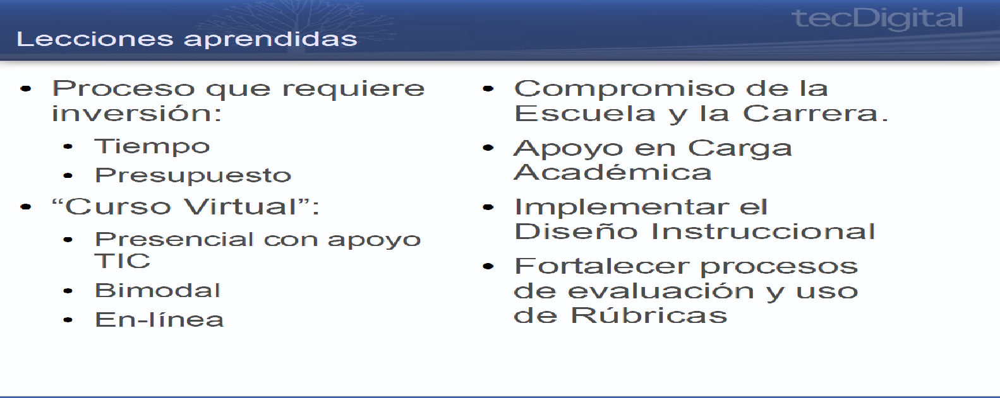 tecDigital
Lecciones aprendidas
• Proceso que requiere
inversión:
• Tiempo
• Presupuesto
• “Curso Virtual”:
• Presencial con apoyo
TIC
• Bimodal
• En-línea
• Compromiso de la
Escuela y la Carrera.
• Apoyo en Carga
Académica
• Implementar el
Diseño Instruccional
• Fortalecer procesos
de evaluación y uso
de Rúbricas